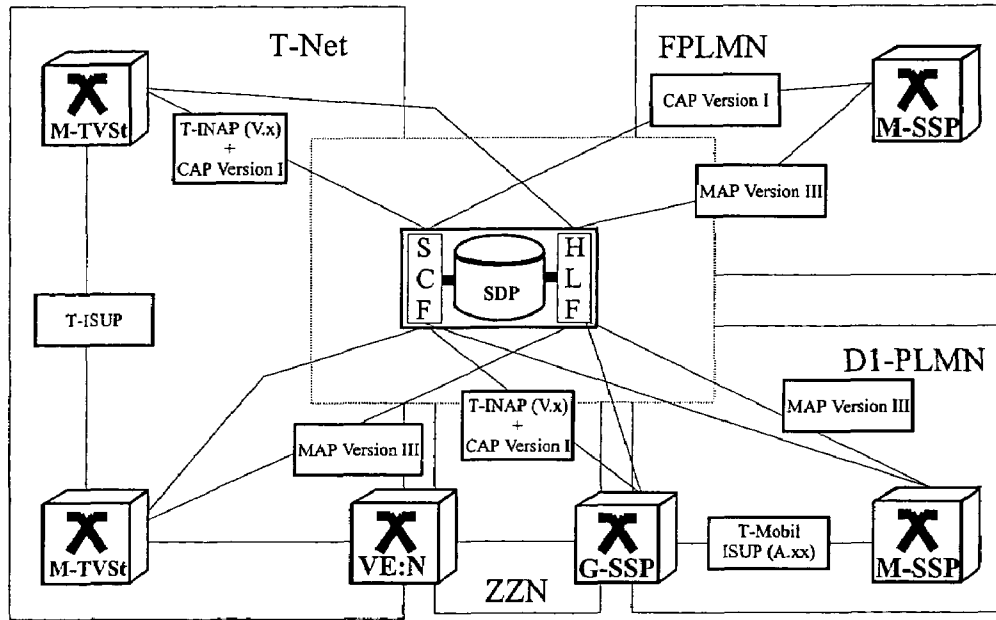 T-Net
FPLMN
M-TVSt
T-INAP (V.x)
+
CAP Version I
CAP Version I
M-SSP
MAP Version III
S
C
F
SDP
H
L
F
T-ISUP
D1-PLMN
T-INAP (V.x)
+
CAP Version I
MAP Version III
MAP Version III
M-TVSt
VE:N
G-SSP
T-Mobil
ISUP (A.xx)
M-SSP
ZZN